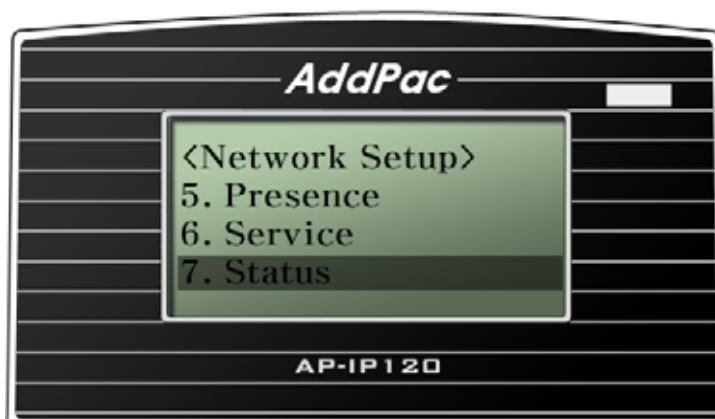 AddPac
<Network Setup>
5. Presence
6. Service
7. Status
AP-IP120